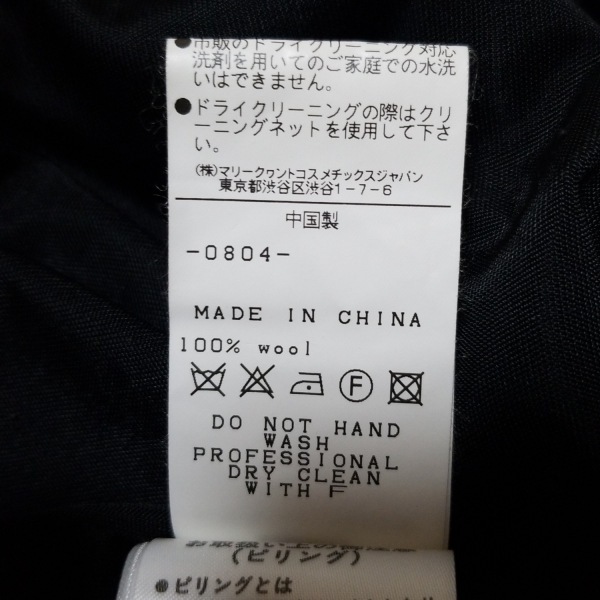 ●市販のドライクリーニング対応
洗剤を用いてのご家庭での水洗
いはできません。
●ドライクリーニングの際はクリ
ーニングネットを使用して下さ
い。
(株)マリークヮントコスメチックスジャパン
東京都渋谷区渋谷1-7-6
中国製
-0804-
MADE IN CHINA
100% wool
F
DO NOT HAND
WASH
PROFESSIONAL
DRY CLEAN
WITH F
(ピリング)
●ピリングとは